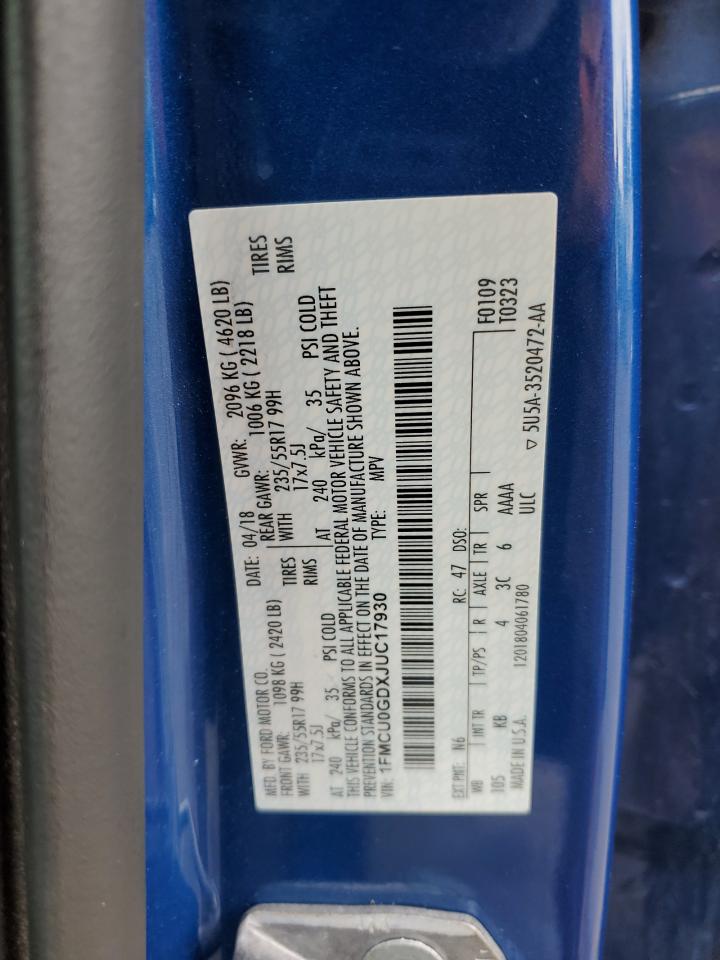 MFD. BY FORD MOTOR CO. DATE: 04/18 GVWR: 2096 KG ( 4620 LB)
FRONT GAWR: 1098 KG ( 2420 LB) REAR GAWR: 1006 KG ( 2218 LB)
WITH 235/55R17 99H TIRES WITH 235/55R17 99H TIRES
17x7.5J RIMS 17x7.5J RIMS
AT 240 kPa/ 35 PSI COLD AT 240 kPa/ 35 PSI COLD
THIS VEHICLE CONFORMS TO ALL APPLICABLE FEDERAL MOTOR VEHICLE SAFETY AND THEFT
PREVENTION STANDARDS IN EFFECT ON THE DATE OF MANUFACTURE SHOWN ABOVE.
VIN: 1FMCU0GDXJUC17930 TYPE: MPV
EXT PNT: N6 RC: 47 DSO: F0109
WB INT TR TP/PS R AXLE TR SPR T0323
105 KB 4 3C 6 AAAA
MADE IN U.S.A. 1201804061780 ULC ▽ 5U5A-3520472-AA